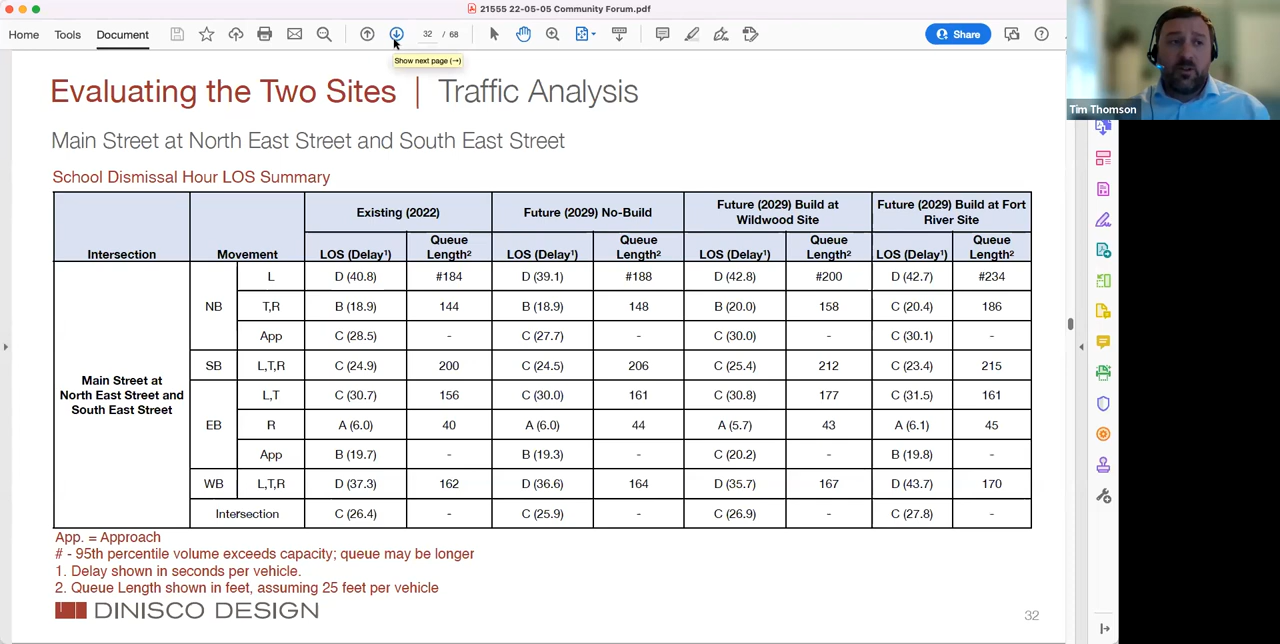 21555 22-05-05 Community Forum.pdf
Home Tools Document 32 / 68 Share
Show next page (→)
Tim Thomson
Evaluating the Two Sites | Traffic Analysis
Main Street at North East Street and South East Street
School Dismissal Hour LOS Summary
Intersection Movement Existing (2022) Future (2029) No-Build Future (2029) Build at Wildwood Site Future (2029) Build at Fort River Site
LOS (Delay¹) Queue Length² LOS (Delay¹) Queue Length² LOS (Delay¹) Queue Length² LOS (Delay¹) Queue Length²
Main Street at North East Street and South East Street
NB L D (40.8) #184 D (39.1) #188 D (42.8) #200 D (42.7) #234
T,R B (18.9) 144 B (18.9) 148 B (20.0) 158 C (20.4) 186
App C (28.5) - C (27.7) - C (30.0) - C (30.1) -
SB L,T,R C (24.9) 200 C (24.5) 206 C (25.4) 212 C (23.4) 215
EB L,T C (30.7) 156 C (30.0) 161 C (30.8) 177 C (31.5) 161
R A (6.0) 40 A (6.0) 44 A (5.7) 43 A (6.1) 45
App B (19.7) - B (19.3) - C (20.2) - B (19.8) -
WB L,T,R D (37.3) 162 D (36.6) 164 D (35.7) 167 D (43.7) 170
Intersection C (26.4) - C (25.9) - C (26.9) - C (27.8) -
App. = Approach
# - 95th percentile volume exceeds capacity; queue may be longer
1. Delay shown in seconds per vehicle.
2. Queue Length shown in feet, assuming 25 feet per vehicle
DINISCO DESIGN
32